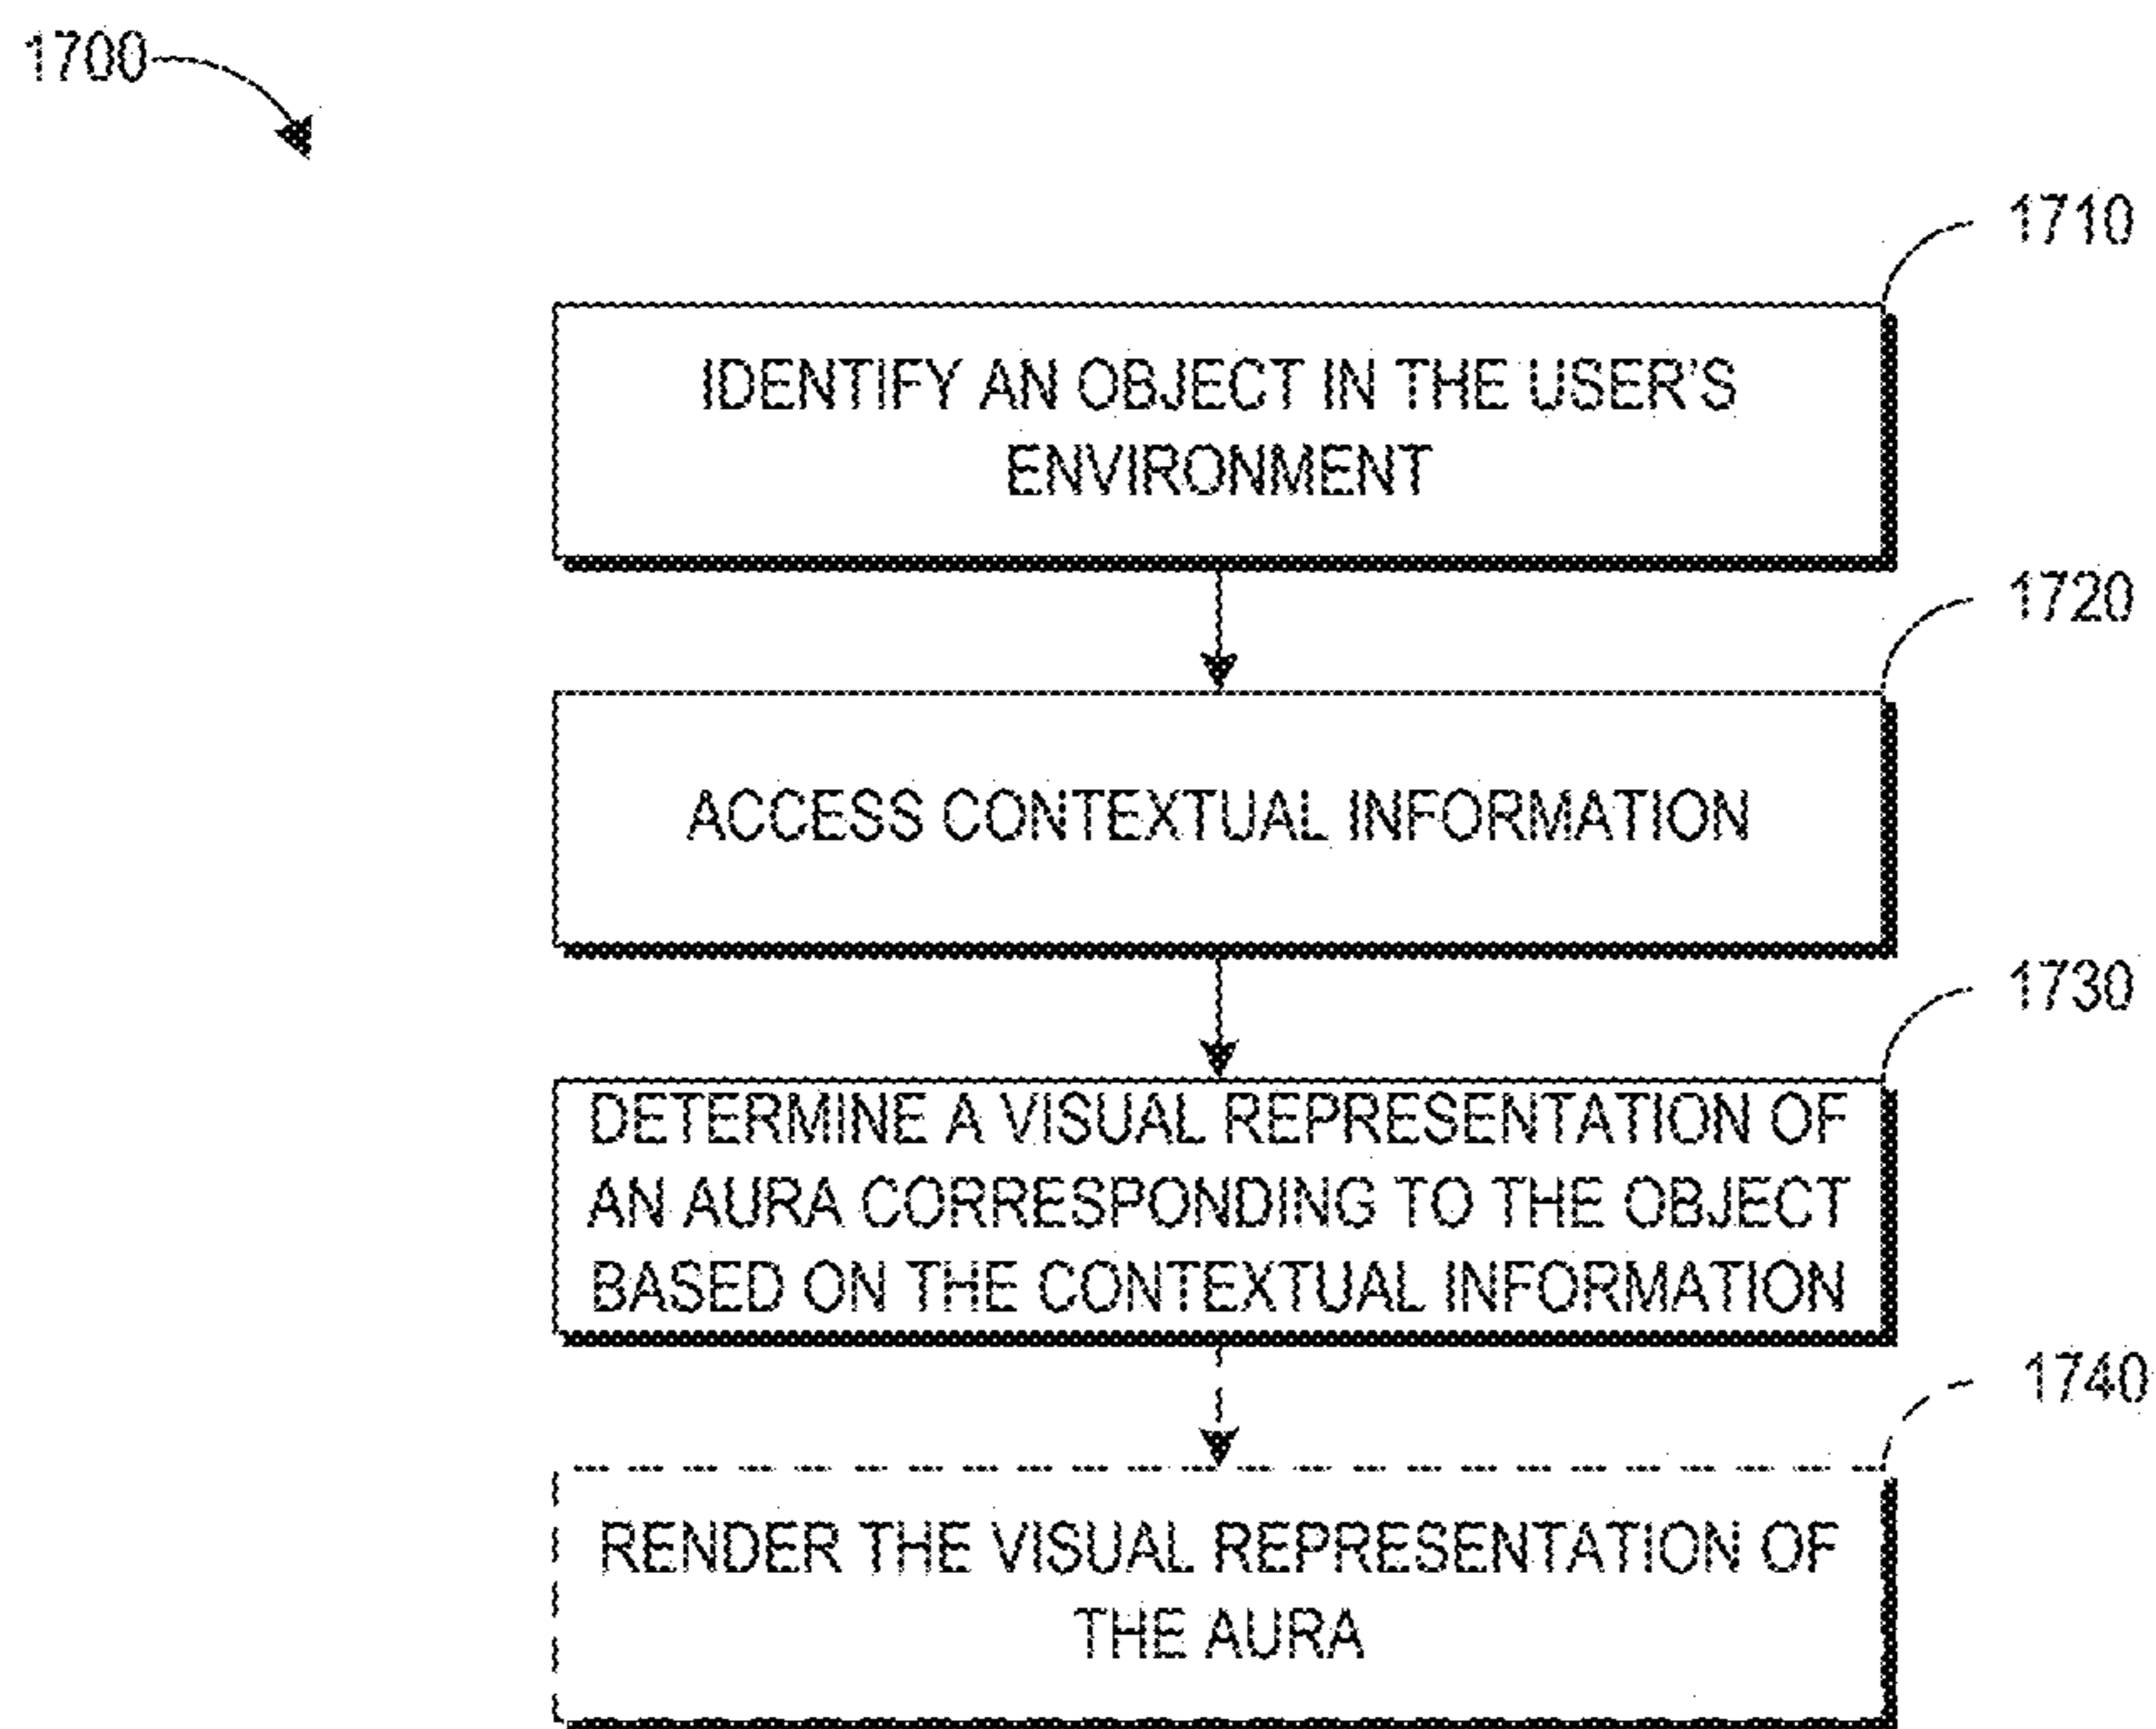 1700
1710
IDENTIFY AN OBJECT IN THE USER'S
ENVIRONMENT
1720
ACCESS CONTEXTUAL INFORMATION
1730
DETERMINE A VISUAL REPRESENTATION OF
AN AURA CORRESPONDING TO THE OBJECT
BASED ON THE CONTEXTUAL INFORMATION
1740
RENDER THE VISUAL REPRESENTATION OF
THE AURA